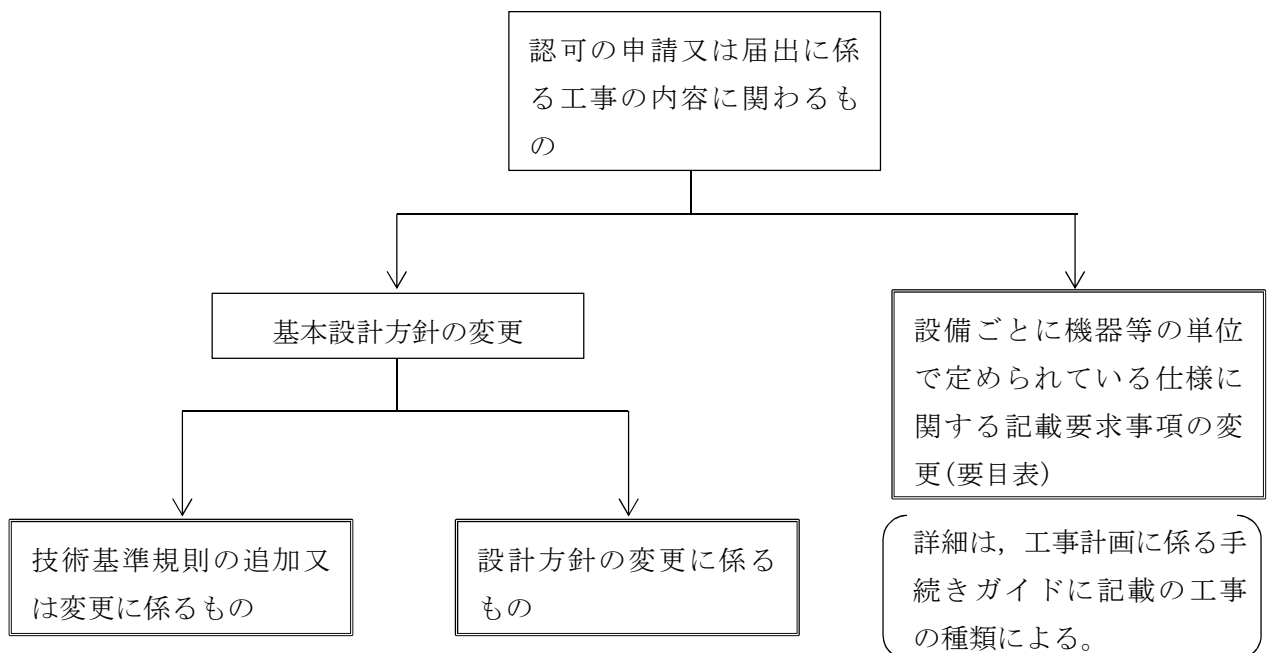 認可の申請又は届出に係
る工事の内容に関わるも
の
基本設計方針の変更
設備ごとに機器等の単位
で定められている仕様に
関する記載要求事項の変
更(要目表)
技術基準規則の追加又
は変更に係るもの
設計方針の変更に係る
もの
詳細は，工事計画に係る手
続きガイドに記載の工事
の種類による。